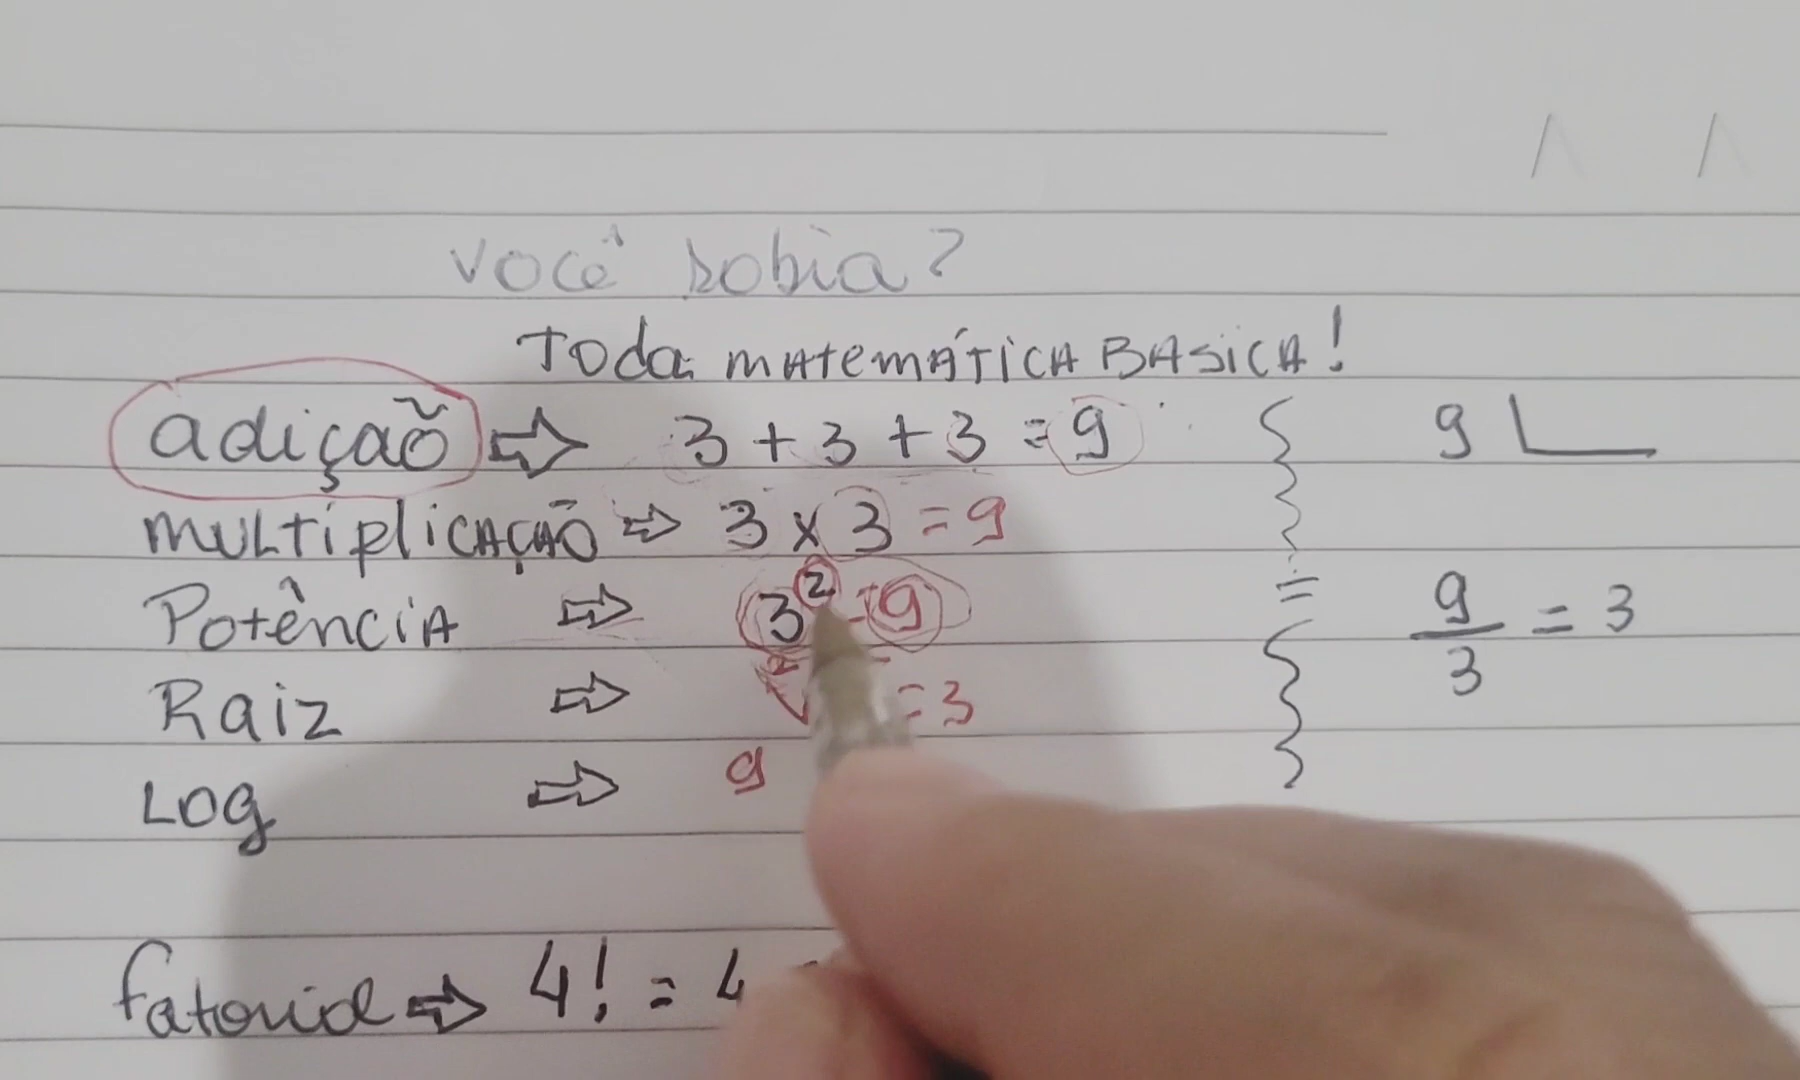 você sabia?
Toda matemática BASICA!
adição ⇨ 3 + 3 + 3 = 9
multiplicação ⇨ 3 x 3 = 9
Potência ⇨ 3² = 9
Raiz ⇨ ²√ = 3
Log ⇨ 9
fatorial ⇨ 4! = 4
9
=
9/3 = 3